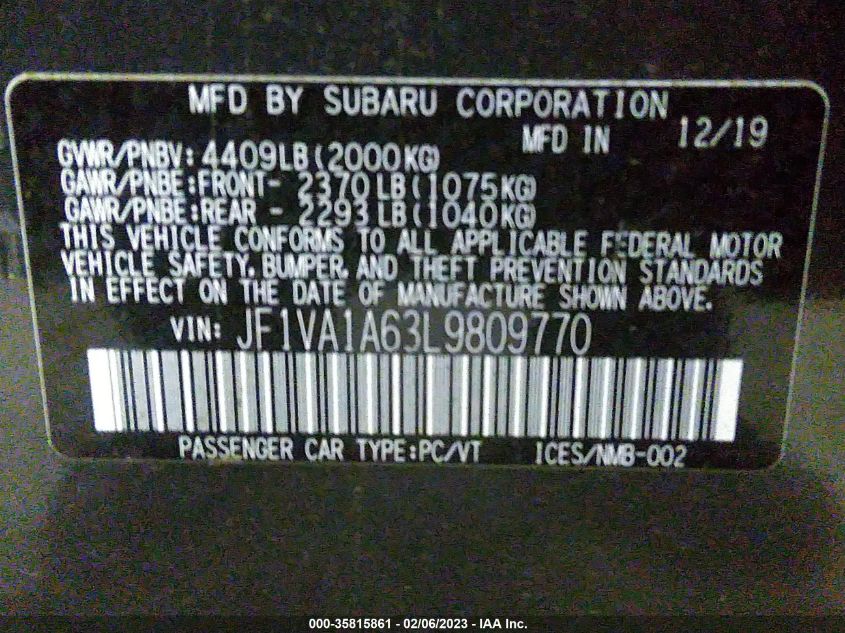 MFD BY SUBARU CORPORATION
MFD IN 12/19
GVWR/PNBV: 4409LB(2000KG)
GAWR/PNBE:FRONT- 2370LB(1075KG)
GAWR/PNBE:REAR - 2293LB(1040KG)
THIS VEHICLE CONFORMS TO ALL APPLICABLE FEDERAL MOTOR
VEHICLE SAFETY, BUMPER, AND THEFT PREVENTION STANDARDS
IN EFFECT ON THE DATE OF MANUFACTURE SHOWN ABOVE.
VIN: JF1VA1A63L9809770
PASSENGER CAR TYPE:PC/VT ICES/NMB-002
000-35815861 - 02/06/2023 - IAA Inc.